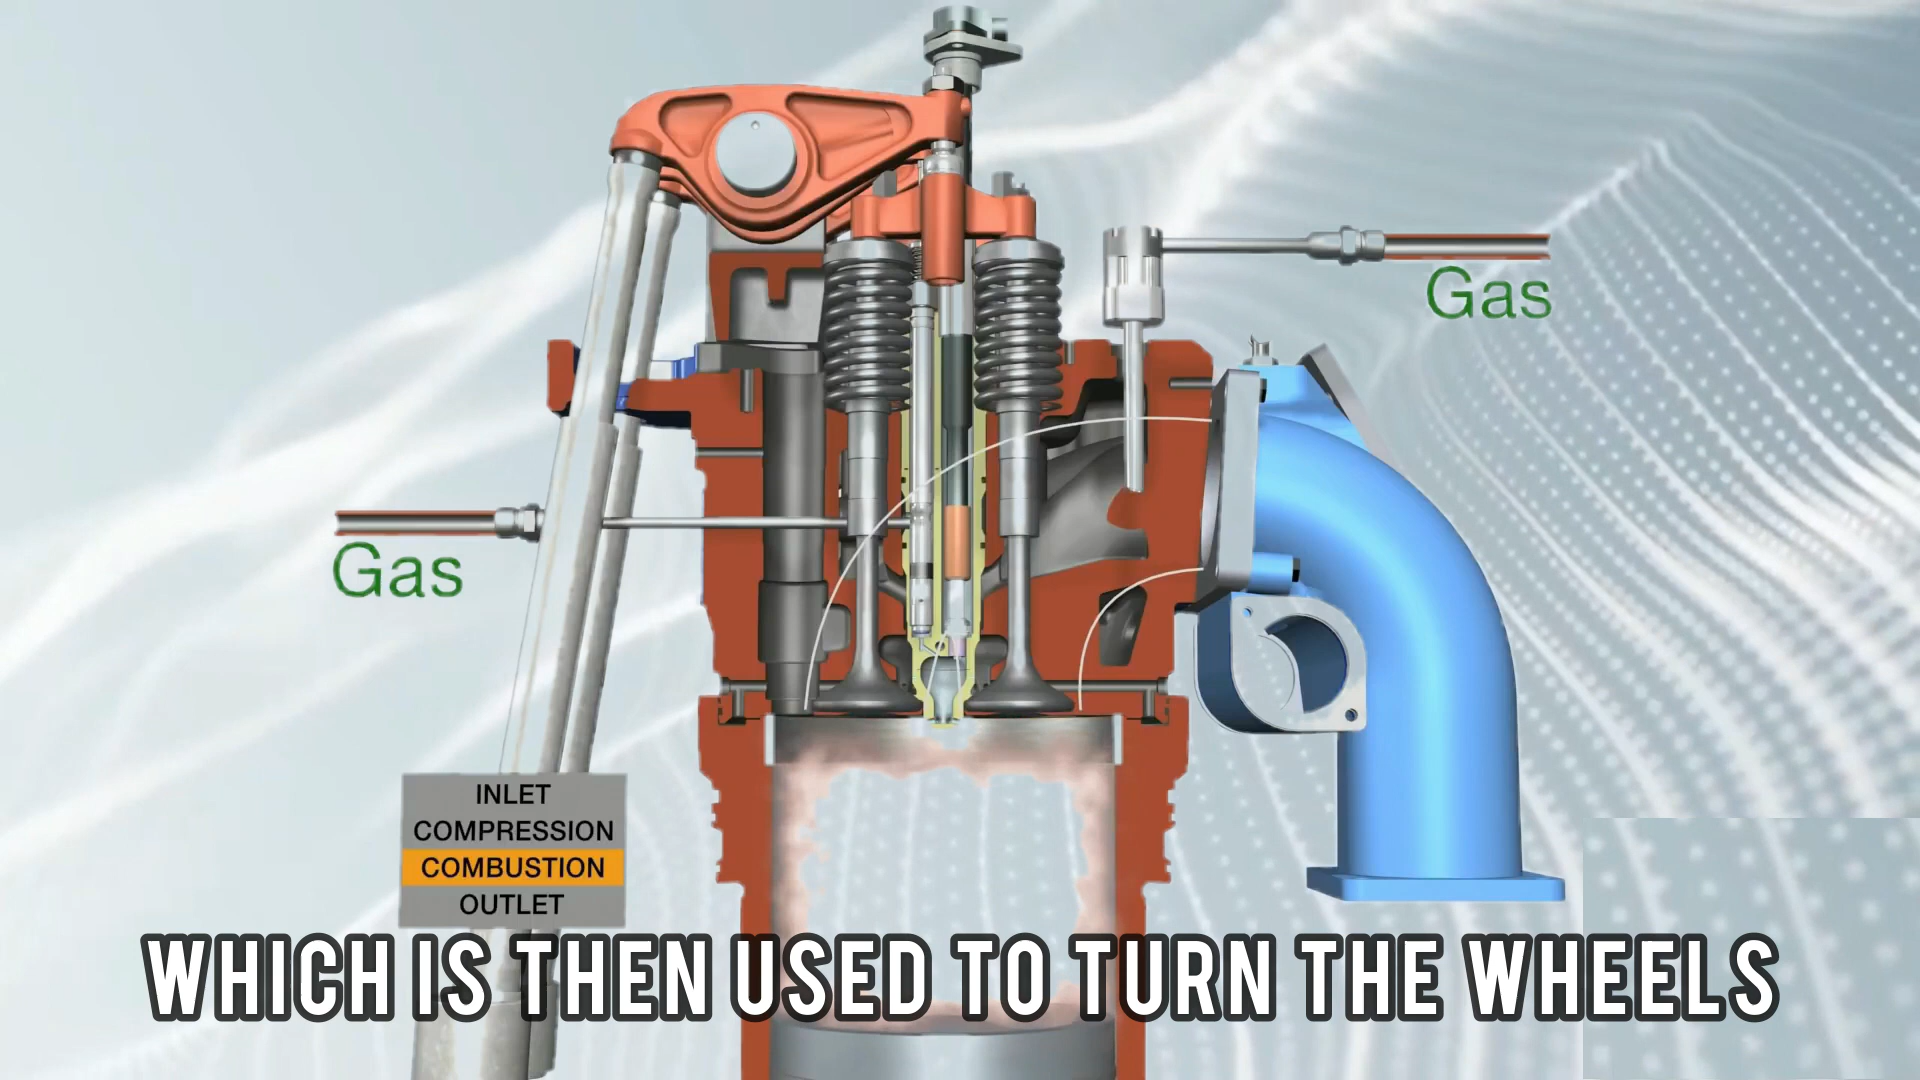 Gas
Gas
INLET
COMPRESSION
COMBUSTION
OUTLET
WHICH IS THEN USED TO TURN THE WHEELS